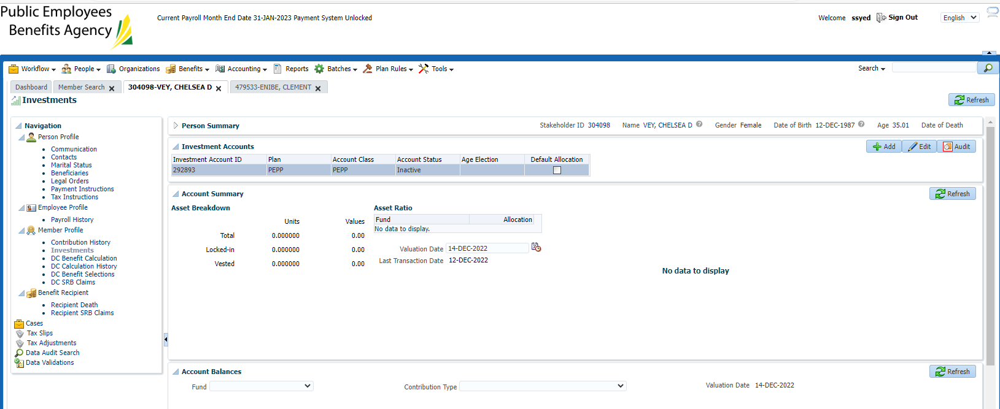 Public Employees
Benefits Agency
Current Payroll Month End Date 31-JAN-2023 Payment System Unlocked
Welcome ssyed Sign Out English
Workflow People Organizations Benefits Accounting Reports Batches Plan Rules Tools Search
Dashboard Member Search 304098-VEY, CHELSEA D 479533-ENIBE, CLEMENT
Investments Refresh
Navigation
Person Profile
Communication
Contacts
Marital Status
Beneficiaries
Legal Orders
Payment Instructions
Tax Instructions
Employee Profile
Payroll History
Member Profile
Contribution History
Investments
DC Benefit Calculation
DC Calculation History
DC Benefit Selections
DC SRB Claims
Benefit Recipient
Recipient Death
Recipient SRB Claims
Cases
Tax Slips
Tax Adjustments
Data Audit Search
Data Validations
Person Summary Stakeholder ID 304098 Name VEY, CHELSEA D Gender Female Date of Birth 12-DEC-1987 Age 35.01 Date of Death
Investment Accounts Add Edit Audit
Investment Account ID Plan Account Class Account Status Age Election Default Allocation
292893 PEPP PEPP Inactive
Account Summary Refresh
Asset Breakdown
Units Values
Total 0.000000 0.00
Locked-in 0.000000 0.00
Vested 0.000000 0.00
Asset Ratio
Fund Allocation
No data to display.
Valuation Date 14-DEC-2022
Last Transaction Date 12-DEC-2022
No data to display
Account Balances Refresh
Fund Contribution Type Valuation Date 14-DEC-2022